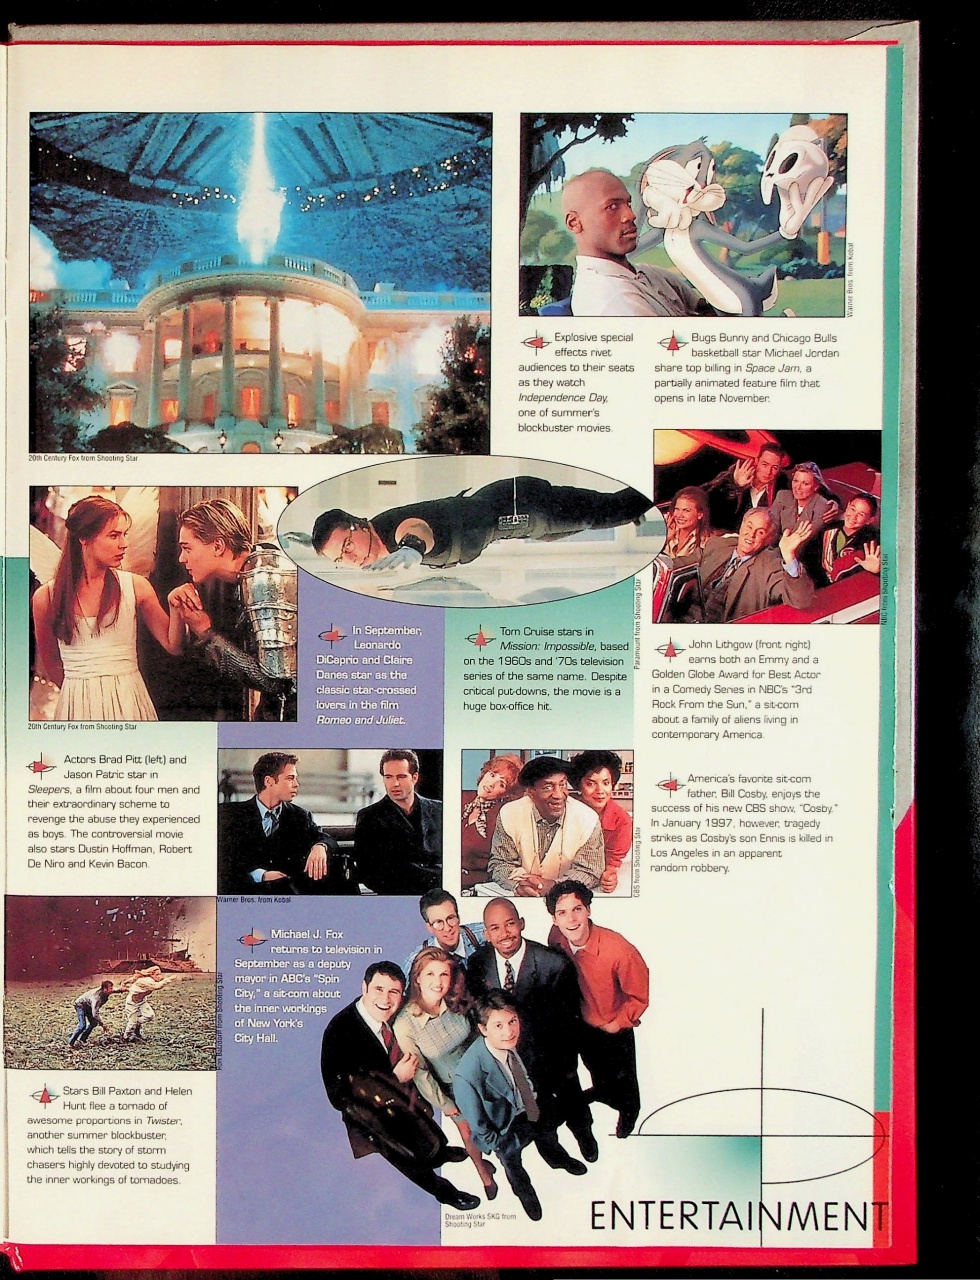 20th Century Fox from Shooting Star
Warner Bros. from Kobal
Explosive special
effects rivet
audiences to their seats
as they watch
Independence Day,
one of summer's
blockbuster movies.
Bugs Bunny and Chicago Bulls
basketball star Michael Jordan
share top billing in Space Jam, a
partially animated feature film that
opens in late November.
20th Century Fox from Shooting Star
In September,
Leonardo
DiCaprio and Claire
Danes star as the
classic star-crossed
lovers in the film
Romeo and Juliet.
Paramount from Shooting Star
Tom Cruise stars in
Mission: Impossible, based
on the 1960s and '70s television
series of the same name. Despite
critical put-downs, the movie is a
huge box-office hit.
NBC from Shooting Star
John Lithgow (front right)
earns both an Emmy and a
Golden Globe Award for Best Actor
in a Comedy Series in NBC's "3rd
Rock From the Sun," a sit-com
about a family of aliens living in
contemporary America.
Actors Brad Pitt (left) and
Jason Patric star in
Sleepers, a film about four men and
their extraordinary scheme to
revenge the abuse they experienced
as boys. The controversial movie
also stars Dustin Hoffman, Robert
De Niro and Kevin Bacon.
Warner Bros. from Kobal
CBS from Shooting Star
America's favorite sit-com
father, Bill Cosby, enjoys the
success of his new CBS show, "Cosby."
In January 1997, however, tragedy
strikes as Cosby's son Ennis is killed in
Los Angeles in an apparent
random robbery.
Michael J. Fox
returns to television in
September as a deputy
mayor in ABC's "Spin
City," a sit-com about
the inner workings
of New York's
City Hall.
from Shooting Star
Stars Bill Paxton and Helen
Hunt flee a tornado of
awesome proportions in Twister,
another summer blockbuster,
which tells the story of storm
chasers highly devoted to studying
the inner workings of tornadoes.
Dream Works SKG from
Shooting Star
ENTERTAINMENT